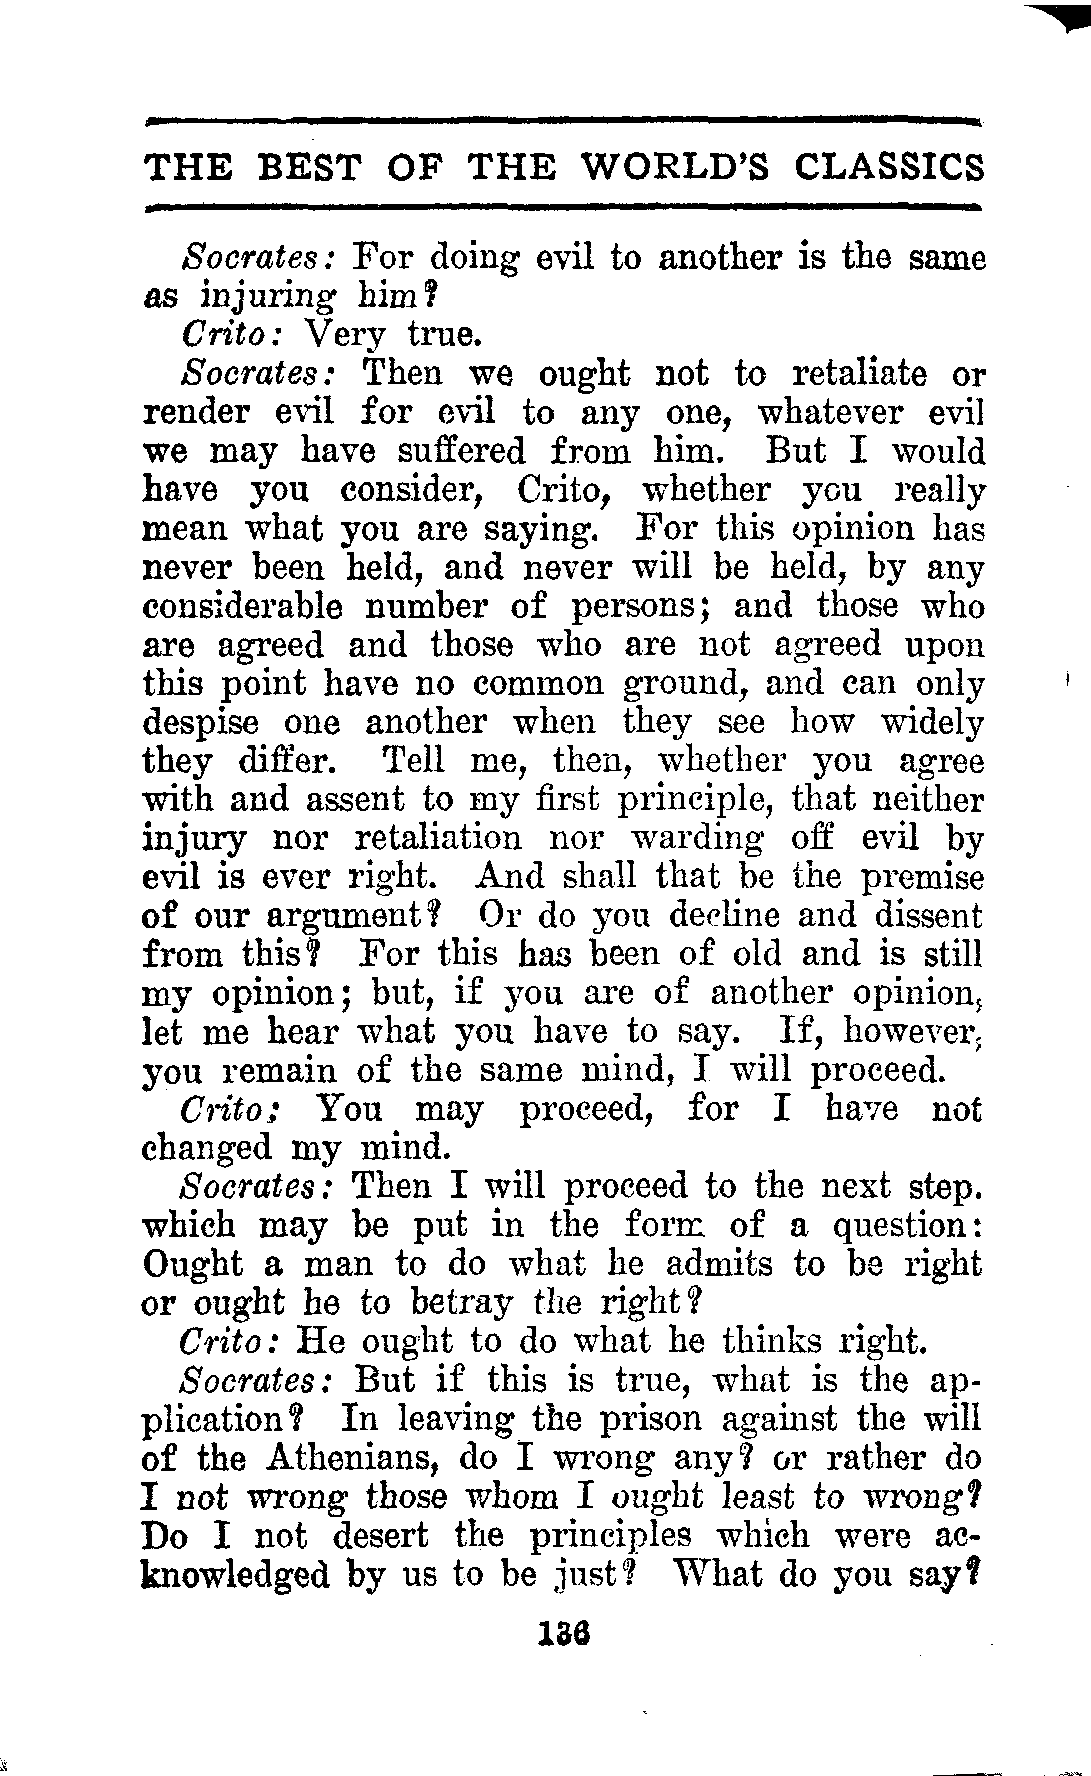 THE BEST OF THE WORLD'S CLASSICS
Socrates: For doing evil to another is the same
as injuring him?
Crito: Very true.
Socrates: Then we ought not to retaliate or
render evil for evil to any one, whatever evil
we may have suffered from him. But I would
have you consider, Crito, whether you really
mean what you are saying. For this opinion has
never been held, and never will be held, by any
considerable number of persons; and those who
are agreed and those who are not agreed upon
this point have no common ground, and can only
despise one another when they see how widely
they differ. Tell me, then, whether you agree
with and assent to my first principle, that neither
injury nor retaliation nor warding off evil by
evil is ever right. And shall that be the premise
of our argument? Or do you decline and dissent
from this? For this has been of old and is still
my opinion; but, if you are of another opinion,
let me hear what you have to say. If, however,
you remain of the same mind, I will proceed.
Crito: You may proceed, for I have not
changed my mind.
Socrates: Then I will proceed to the next step.
which may be put in the form of a question:
Ought a man to do what he admits to be right
or ought he to betray the right?
Crito: He ought to do what he thinks right.
Socrates: But if this is true, what is the ap-
plication? In leaving the prison against the will
of the Athenians, do I wrong any? or rather do
I not wrong those whom I ought least to wrong?
Do I not desert the principles which were ac-
knowledged by us to be just? What do you say?
136